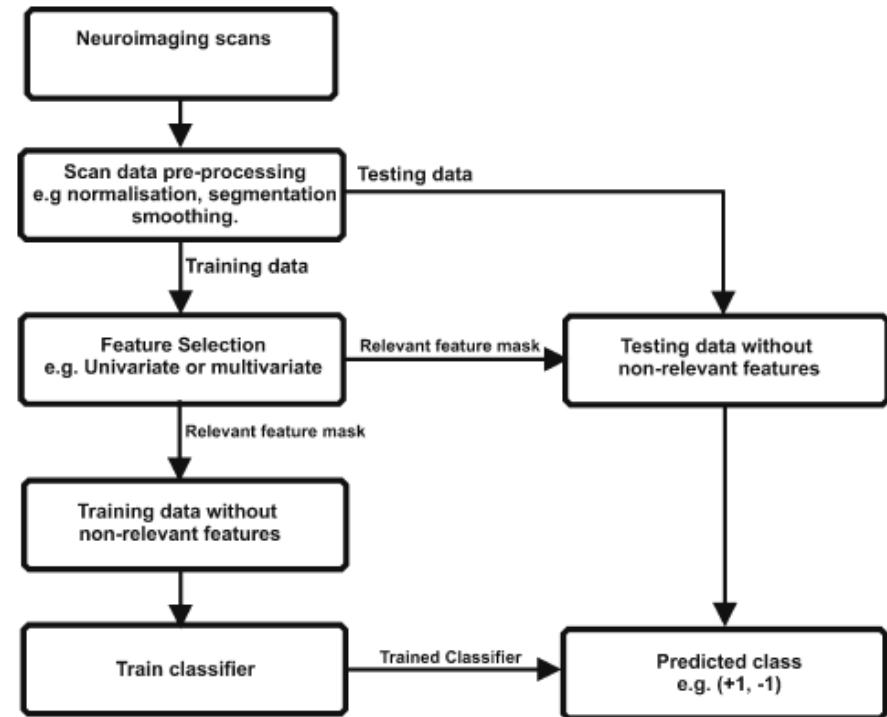 Neuroimaging scans
Scan data pre-processing
e.g normalisation, segmentation
smoothing.
Testing data
Training data
Feature Selection
e.g. Univariate or multivariate
Relevant feature mask
Testing data without
non-relevant features
Relevant feature mask
Training data without
non-relevant features
Train classifier
Trained Classifier
Predicted class
e.g. (+1, -1)